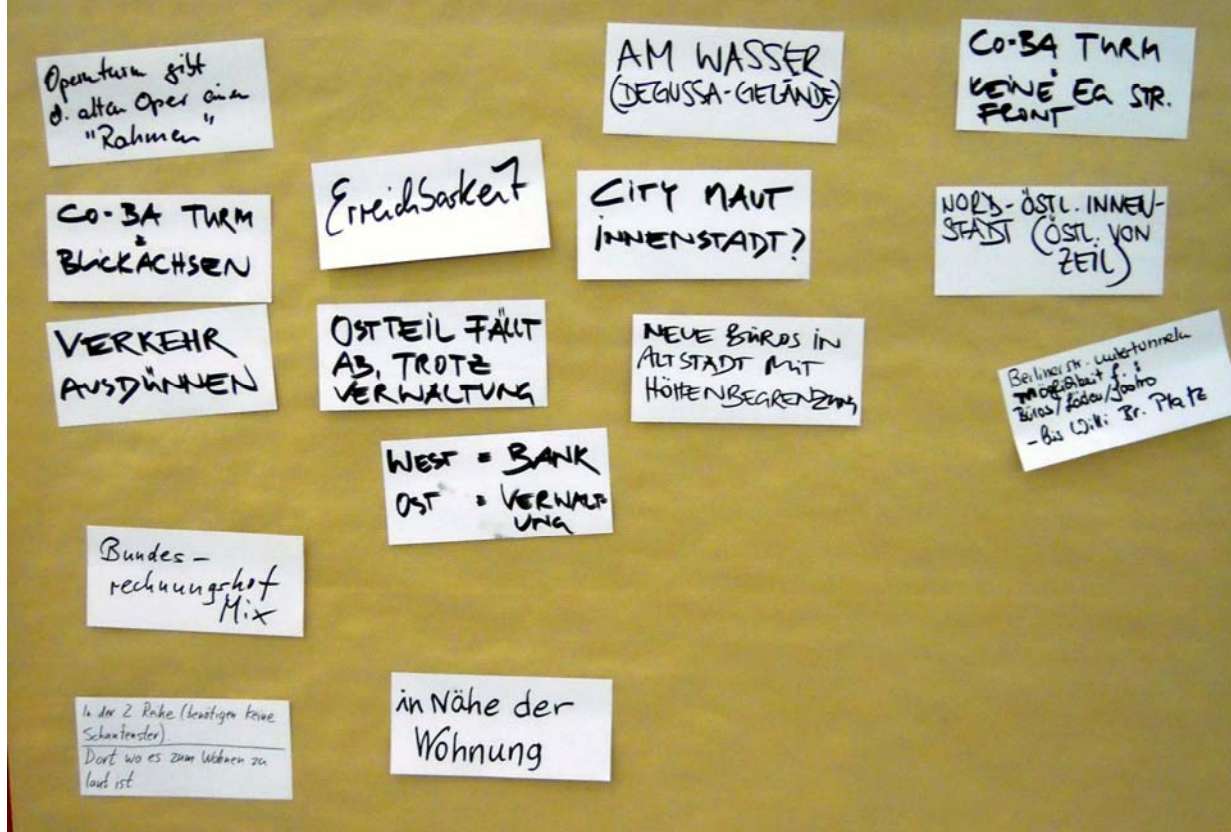 Opernturm gibt
d. alten Oper einen
"Rahmen"
CO-BA TURM
BLICKACHSEN
VERKEHR
AUSDÜNNEN
Erreichbarkeit
OSTTEIL FÄLLT
AB, TROTZ
VERWALTUNG
WEST = BANK
OST = VERWALT-
UNG
Bundes-
rechnungshof
Mix
In der 2. Reihe (benötigen keine
Schaufenster)
Dort wo es zum Wohnen zu
laut ist
in Nähe der
Wohnung
AM WASSER
(DEGUSSA-GELÄNDE)
CITY MAUT
INNENSTADT?
NEUE BÜROS IN
ALTSTADT MIT
HÖHENBEGRENZUNG
CO-BA TURM
KEINE EG STR.
FRONT
NORD-ÖSTL. INNEN-
STADT (ÖSTL. VON
ZEIL)
Berliner Str. untertunneln
Möglichkeit für
Büros/Läden/Gastro
- Bis Willi Br. Platz